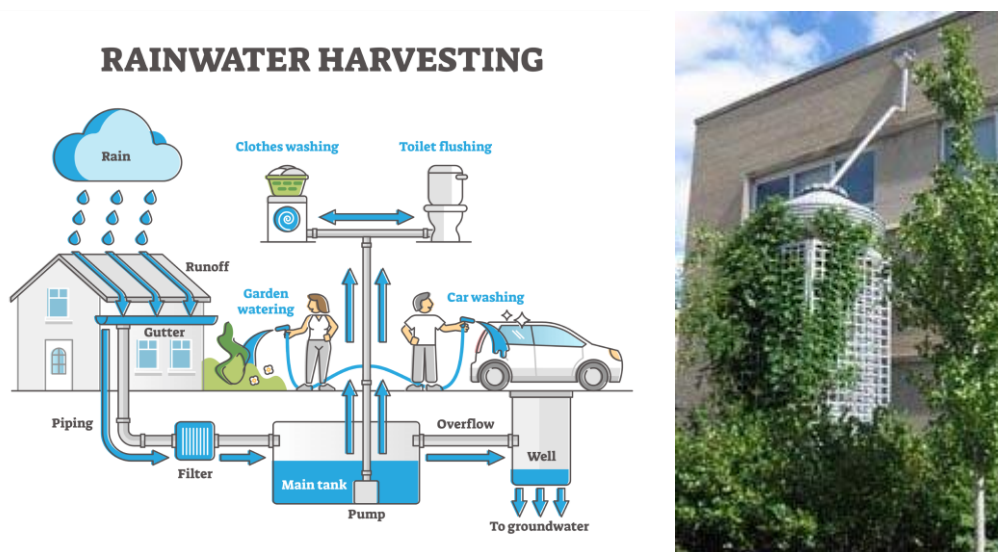 RAINWATER HARVESTING
Rain
Clothes washing
Toilet flushing
Runoff
Garden
watering
Car washing
Gutter
Piping
Overflow
Filter
Main tank
Well
Pump
To groundwater